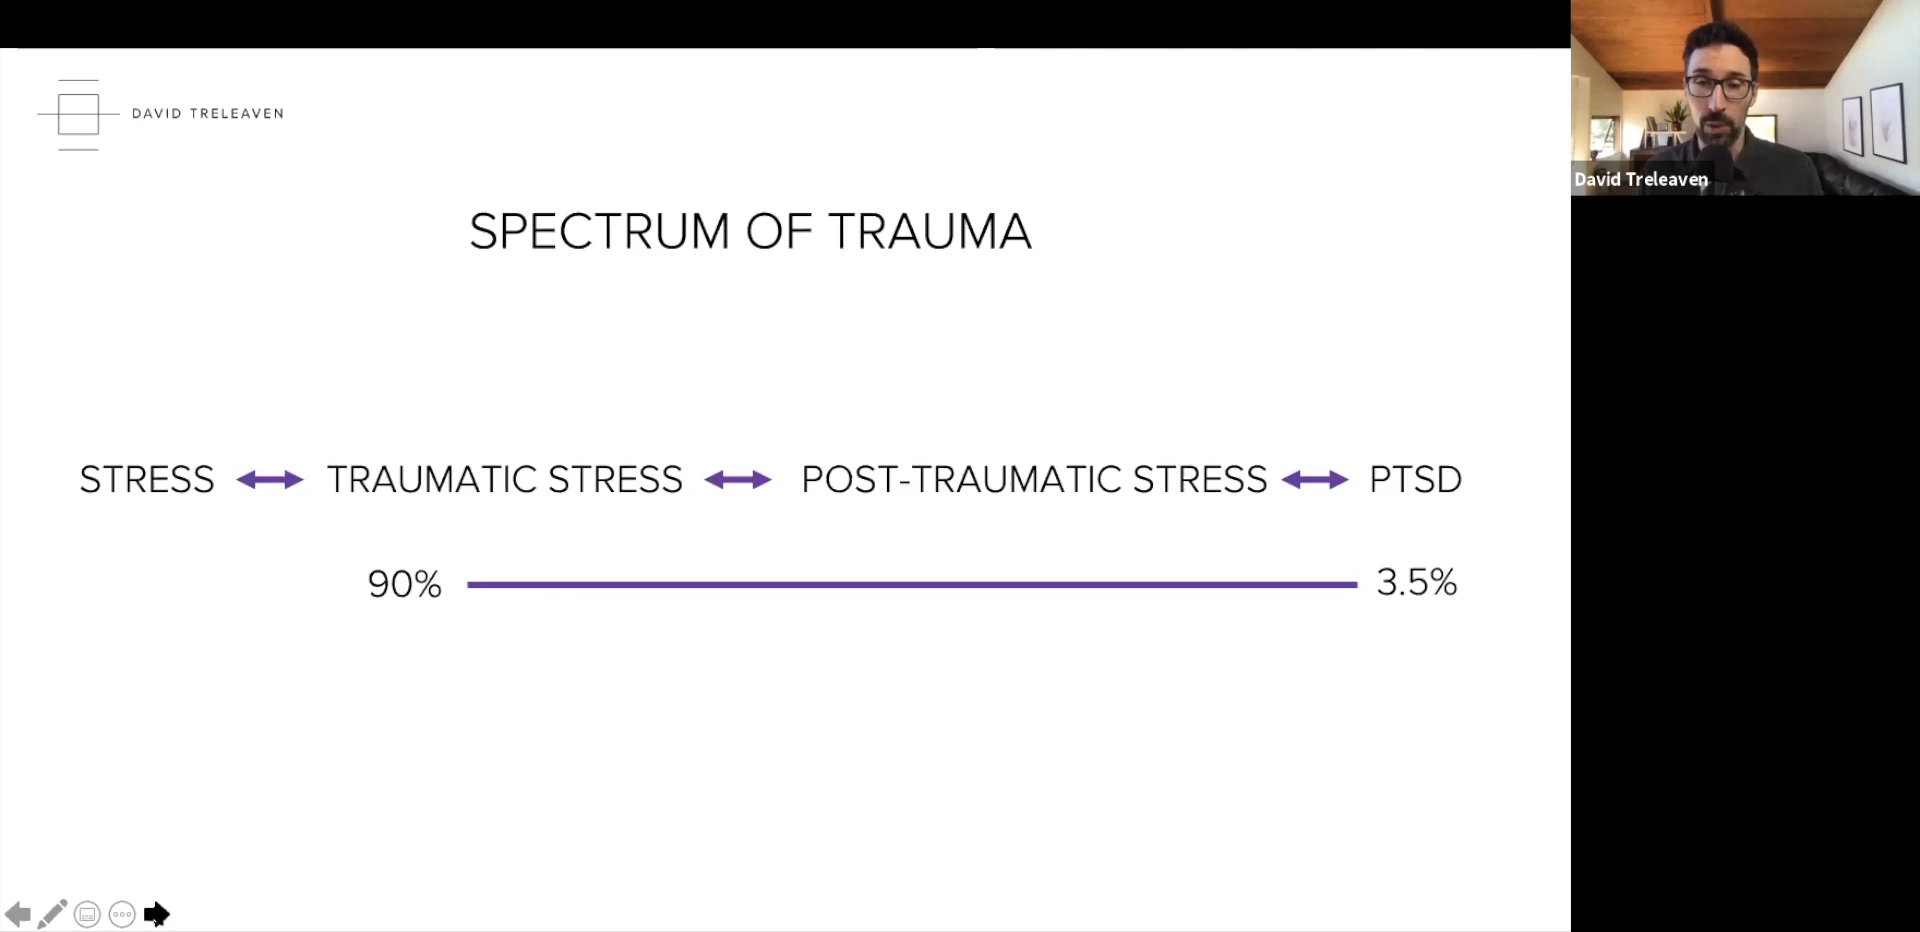 DAVID TRELEAVEN
David Treleaven
SPECTRUM OF TRAUMA
STRESS TRAUMATIC STRESS POST-TRAUMATIC STRESS PTSD
90% 3.5%